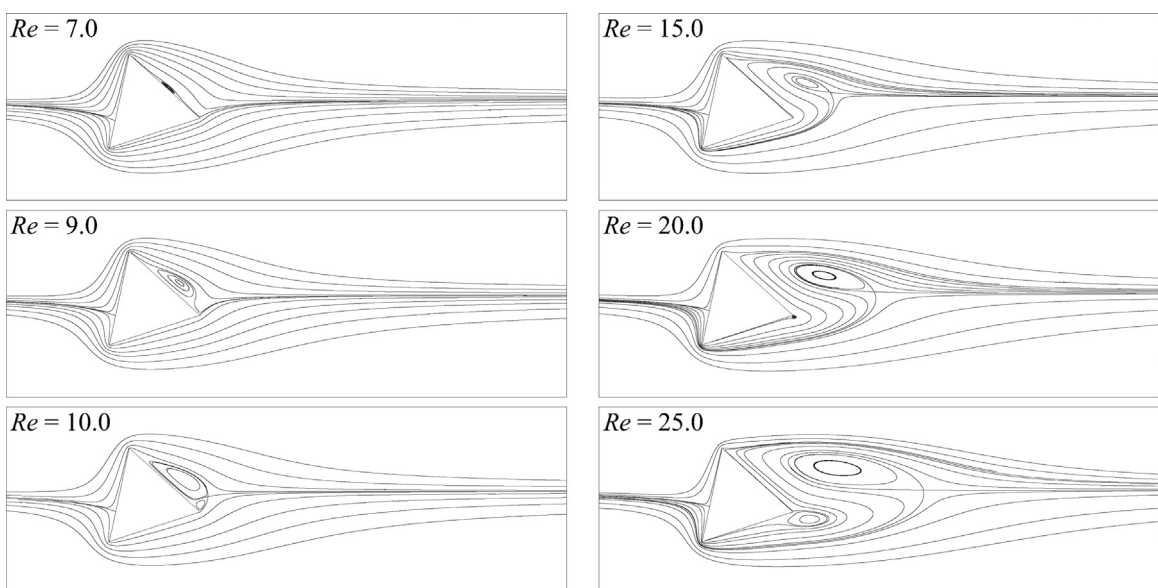 Re = 7.0
Re = 15.0
Re = 9.0
Re = 20.0
Re = 10.0
Re = 25.0